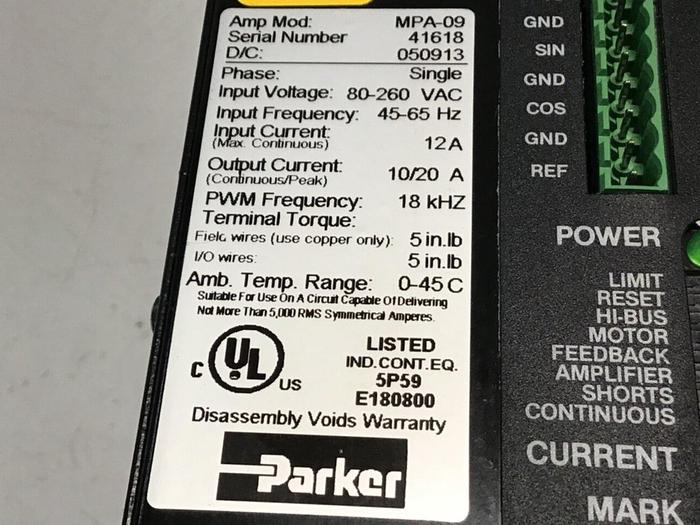 Amp Mod: MPA-09
Serial Number 41618
D/C: 050913
Phase: Single
Input Voltage: 80-260 VAC
Input Frequency: 45-65 Hz
Input Current: 12A
(Max. Continuous)
Output Current: 10/20 A
(Continuous/Peak)
PWM Frequency: 18 kHZ
Terminal Torque:
Field wires (use copper only): 5 in.lb
I/O wires: 5 in.lb
Amb. Temp. Range: 0-45 C
Suitable For Use On A Circuit Capable Of Delivering
Not More Than 5,000 RMS Symmetrical Amperes.
C UL US
LISTED
IND.CONT.EQ.
5P59
E180800
Disassembly Voids Warranty
Parker
GND
SIN
GND
COS
GND
REF
POWER
LIMIT
RESET
HI-BUS
MOTOR
FEEDBACK
AMPLIFIER
SHORTS
CONTINUOUS
CURRENT
MARK